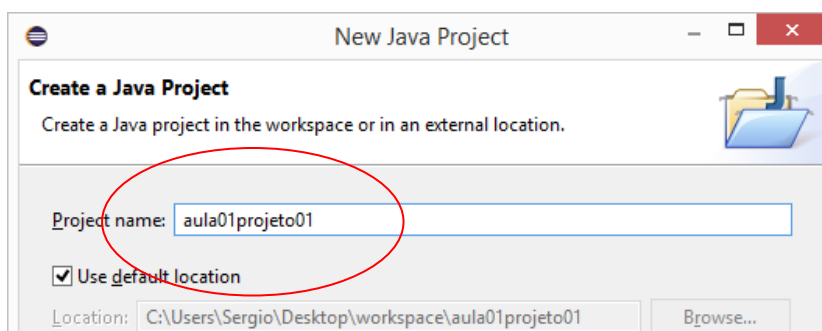 New Java Project
Create a Java Project
Create a Java project in the workspace or in an external location.
Project name: aula01projeto01
Use default location
Location: C:\Users\Sergio\Desktop\workspace\aula01projeto01 Browse...